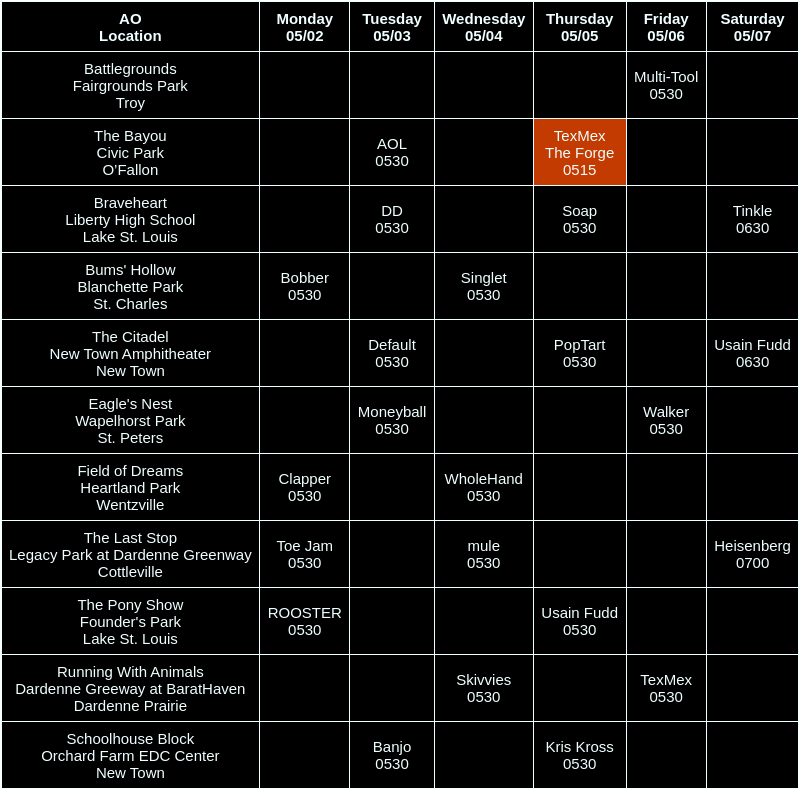 AO
Location
Monday
05/02
Tuesday
05/03
Wednesday
05/04
Thursday
05/05
Friday
05/06
Saturday
05/07
Battlegrounds
Fairgrounds Park
Troy
Multi-Tool
0530
The Bayou
Civic Park
O'Fallon
AOL
0530
TexMex
The Forge
0515
Braveheart
Liberty High School
Lake St. Louis
DD
0530
Soap
0530
Tinkle
0630
Bums' Hollow
Blanchette Park
St. Charles
Bobber
0530
Singlet
0530
The Citadel
New Town Amphitheater
New Town
Default
0530
PopTart
0530
Usain Fudd
0630
Eagle's Nest
Wapelhorst Park
St. Peters
Moneyball
0530
Walker
0530
Field of Dreams
Heartland Park
Wentzville
Clapper
0530
WholeHand
0530
The Last Stop
Legacy Park at Dardenne Greenway
Cottleville
Toe Jam
0530
mule
0530
Heisenberg
0700
The Pony Show
Founder's Park
Lake St. Louis
ROOSTER
0530
Usain Fudd
0530
Running With Animals
Dardenne Greeway at BaratHaven
Dardenne Prairie
Skivvies
0530
TexMex
0530
Schoolhouse Block
Orchard Farm EDC Center
New Town
Banjo
0530
Kris Kross
0530